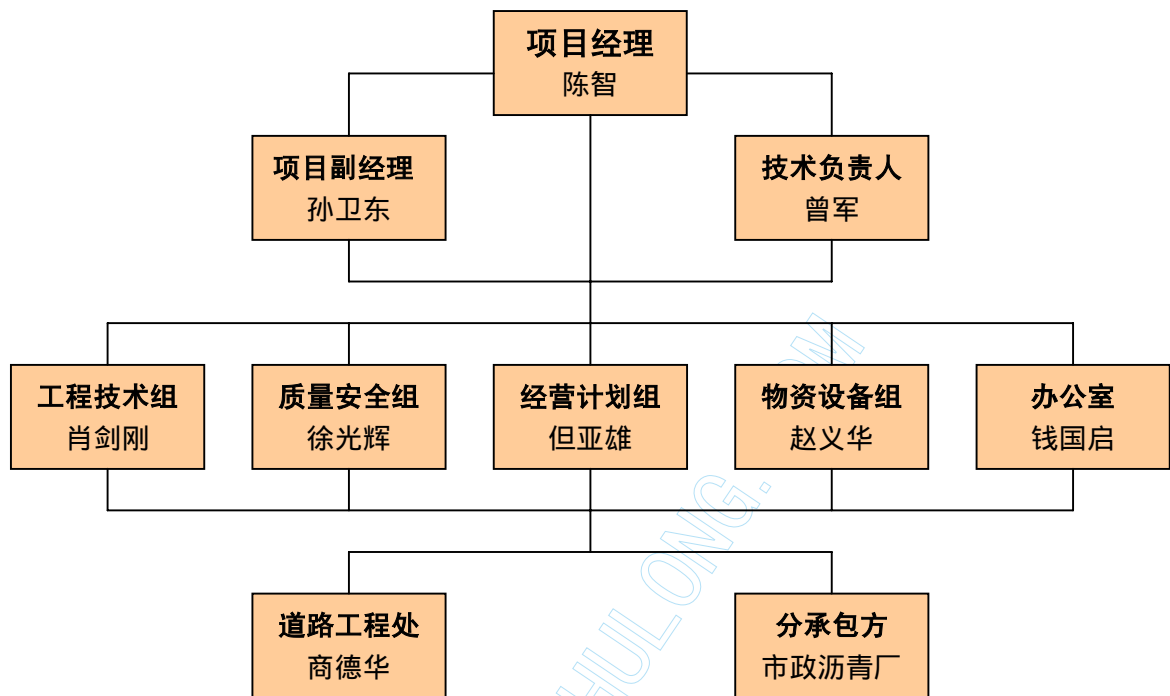 项目经理
陈智
项目副经理
孙卫东
技术负责人
曾军
工程技术组
肖剑刚
质量安全组
徐光辉
经营计划组
但亚雄
物资设备组
赵义华
办公室
钱国启
道路工程处
商德华
分承包方
市政沥青厂
HULONG.